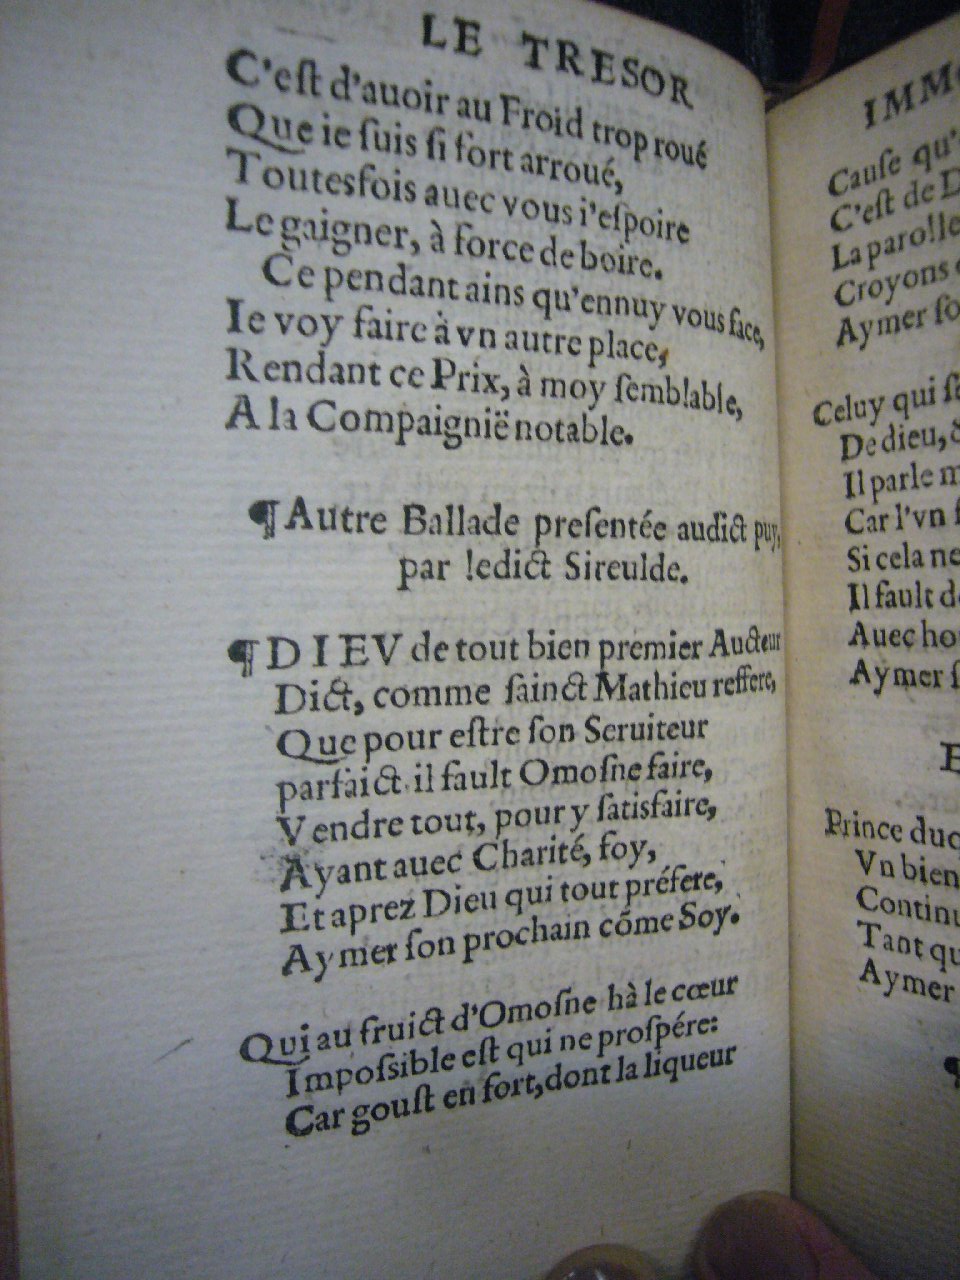 LE TRESOR
C'eſt d'auoir au Froid trop roué
Que ie ſuis ſi fort arroué,
Toutesfois auec vous i'eſpoire
Le gaigner, à force de boire.
Ce pendant ains qu'ennuy vous face,
Ie voy faire à vn autre place,
Rendant ce Prix, à moy ſemblable,
A la Compaignië notable.
¶Autre Ballade preſentée audict puy,
par ledict Sireulde.
¶DIEV de tout bien premier Aucteur
Dict, comme ſainct Mathieu reffere,
Que pour eſtre ſon Seruiteur
parfaict il fault Omoſne faire,
Vendre tout, pour y ſatisfaire,
Ayant auec Charité, foy,
Et aprez Dieu qui tout préfere,
Aymer ſon prochain cõme Soy.
Qui au fruict d'Omoſne hà le cœur
Impoſſible eſt qui ne proſpére:
Car gouſt en fort, dont la liqueur
IMMO
Cauſe qu'
C'eſt de D
La parolle
Croyons
Aymer ſo
Celuy qui ſe
De dieu, &
Il parle m
Car l'vn ſ
Si cela ne
Il fault d
Auec ho
Aymer ſ
E
Prince duq
Vn bien
Continu
Tant qu
Aymer
¶